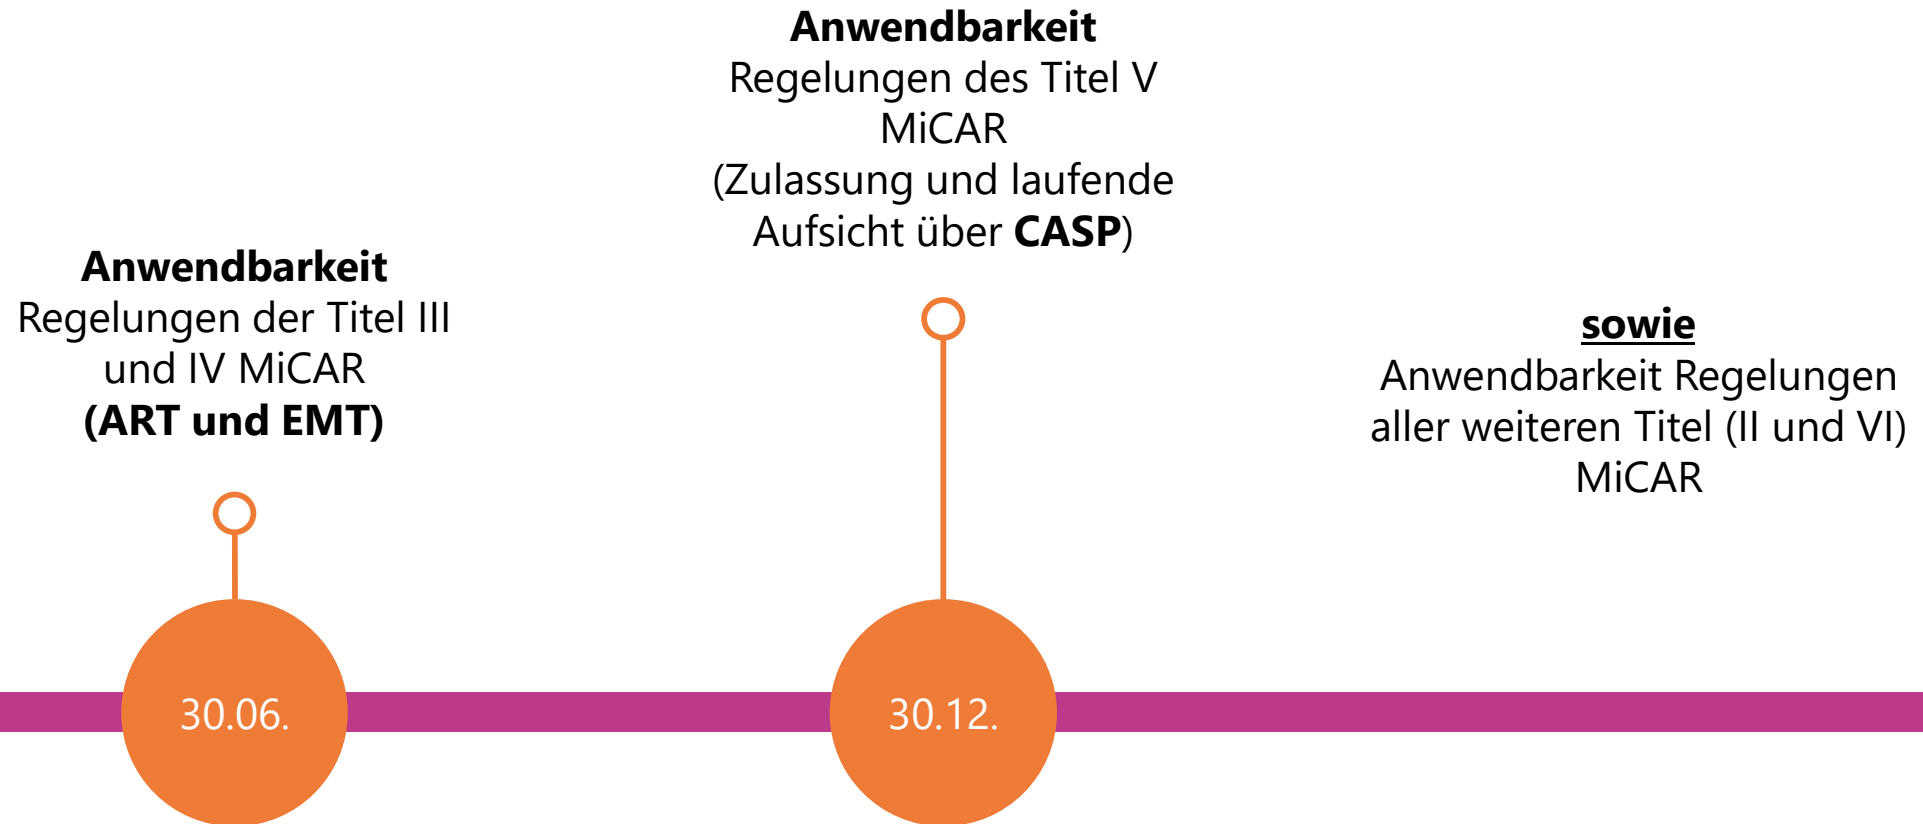 Anwendbarkeit
Regelungen der Titel III
und IV MiCAR
(ART und EMT)
30.06.
Anwendbarkeit
Regelungen des Titel V
MiCAR
(Zulassung und laufende
Aufsicht über CASP)
30.12.
sowie
Anwendbarkeit Regelungen
aller weiteren Titel (II und VI)
MiCAR